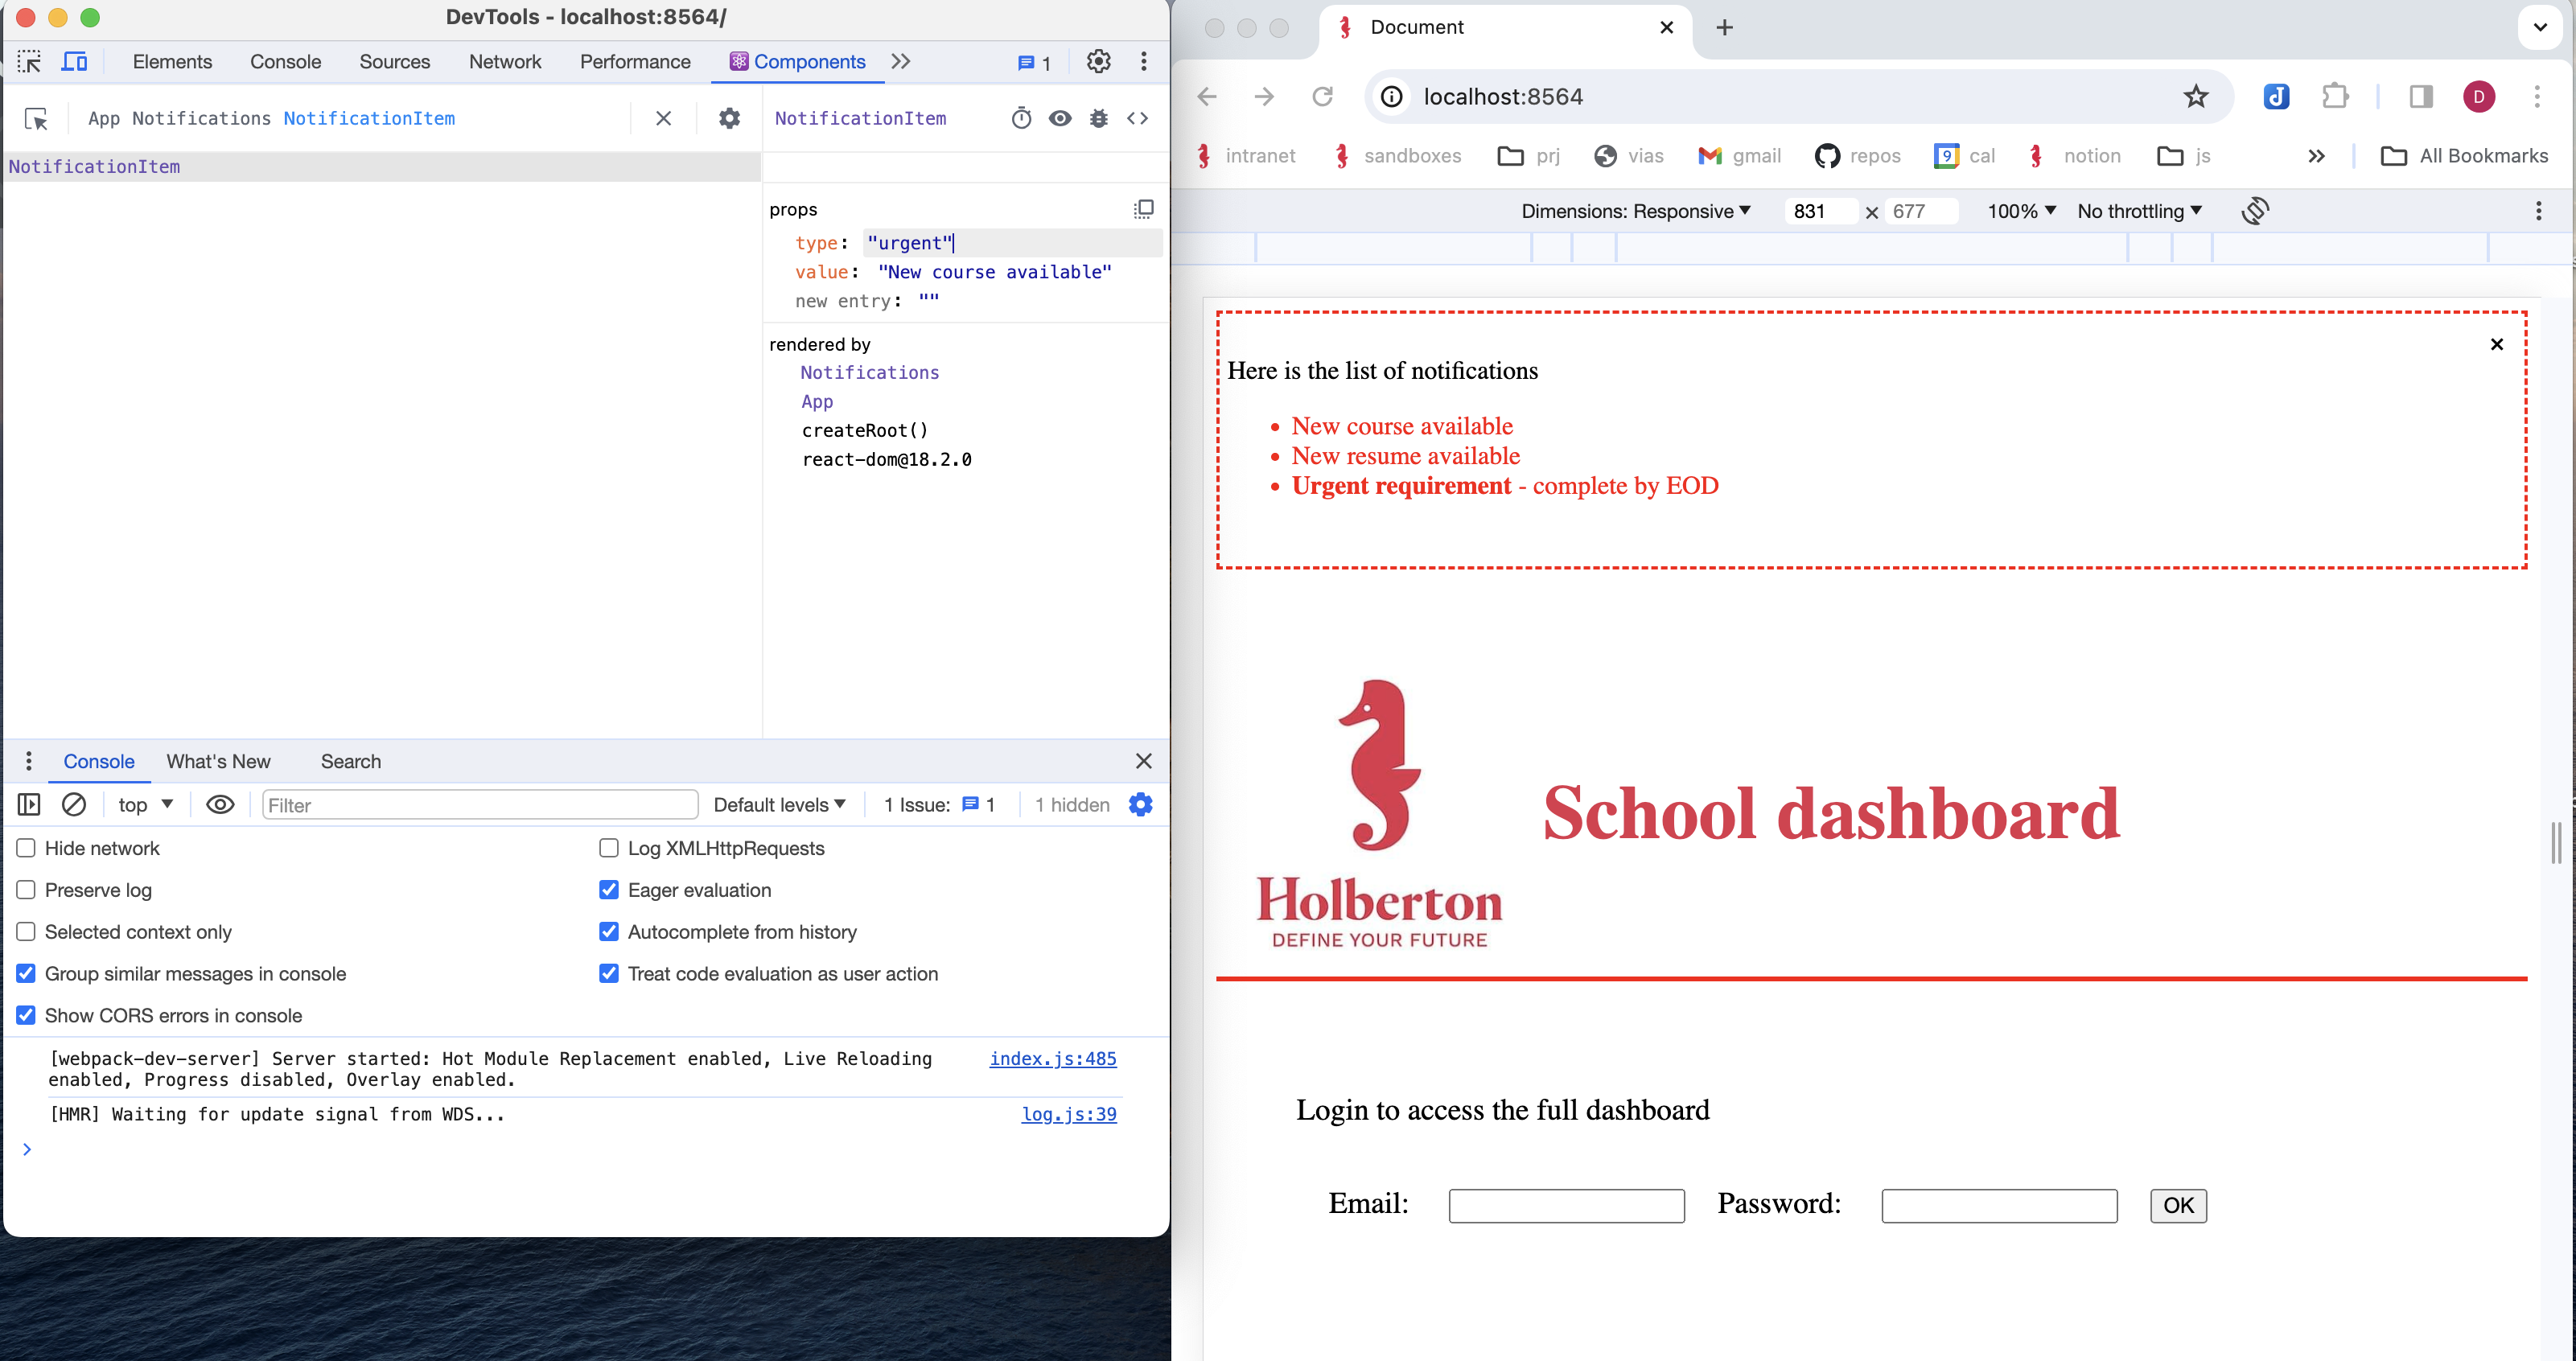 DevTools - localhost:8564/
Elements Console Sources Network Performance Components 1
App Notifications NotificationItem
NotificationItem
NotificationItem
props
type: "urgent"
value: "New course available"
new entry: ""
rendered by
Notifications
App
createRoot()
react-dom@18.2.0
Console What's New Search
top Filter Default levels 1 Issue: 1 1 hidden
Hide network Log XMLHttpRequests
Preserve log Eager evaluation
Selected context only Autocomplete from history
Group similar messages in console Treat code evaluation as user action
Show CORS errors in console
[webpack-dev-server] Server started: Hot Module Replacement enabled, Live Reloading index.js:485
enabled, Progress disabled, Overlay enabled.
[HMR] Waiting for update signal from WDS... log.js:39
Document
localhost:8564 D
intranet sandboxes prj vias gmail repos 9 cal notion js All Bookmarks
Dimensions: Responsive 831 × 677 100% No throttling
Here is the list of notifications
New course available
New resume available
Urgent requirement - complete by EOD
Holberton
DEFINE YOUR FUTURE
School dashboard
Login to access the full dashboard
Email: Password: OK